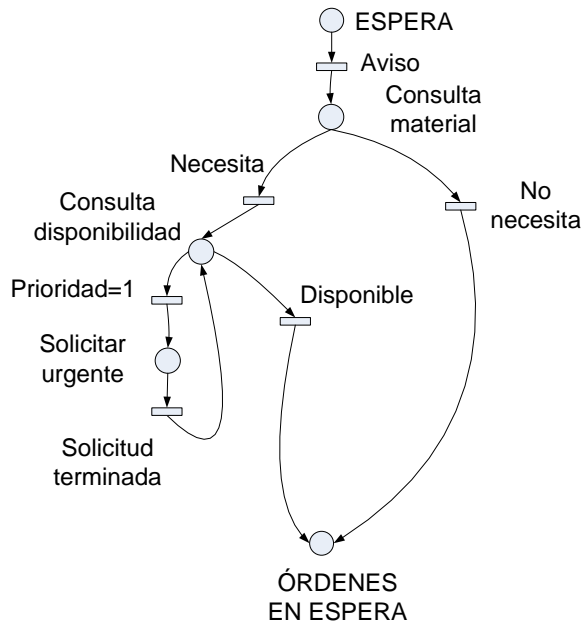 ESPERA
Aviso
Consulta
material
Necesita
No
necesita
Consulta
disponibilidad
Prioridad=1
Disponible
Solicitar
urgente
Solicitud
terminada
ÓRDENES
EN ESPERA